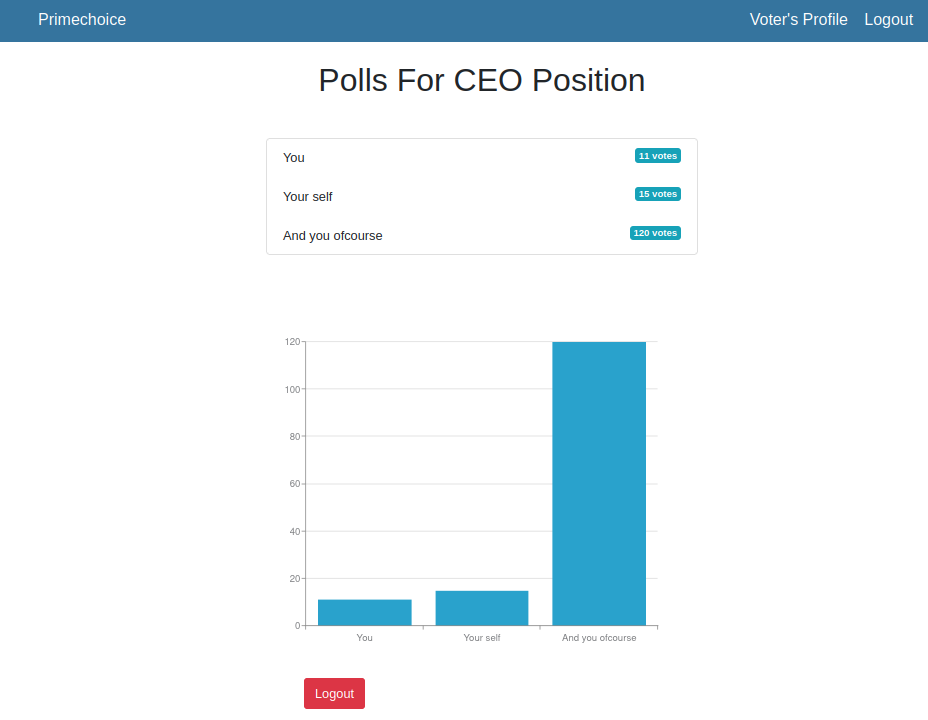 Primechoice Voter's Profile Logout
Polls For CEO Position
You 11 votes
Your self 15 votes
And you ofcourse 120 votes
120
100
80
60
40
20
0
You Your self And you ofcourse
Logout